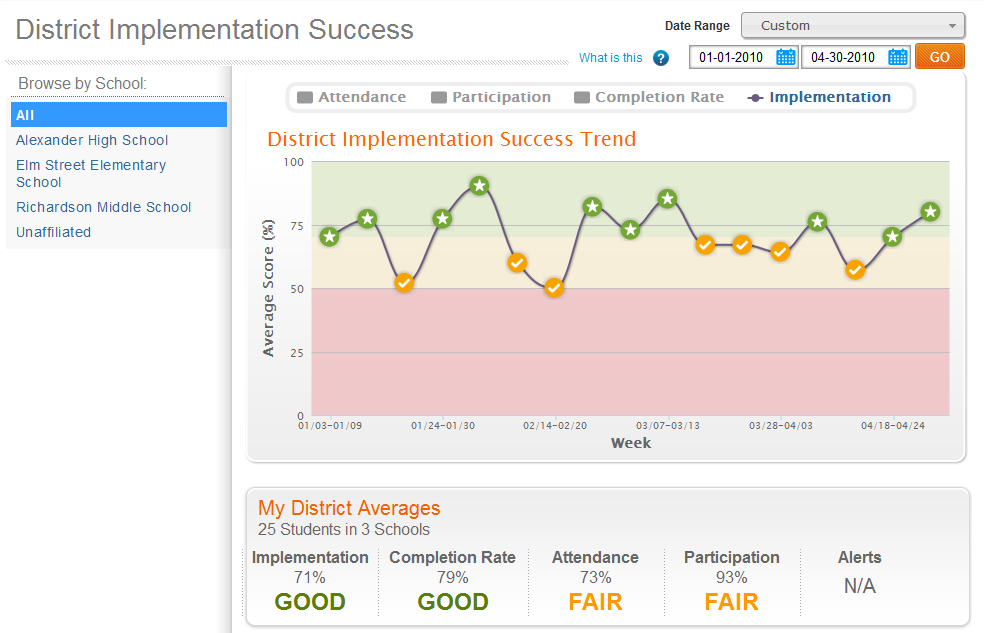 District Implementation Success
Date Range Custom
What is this ? 01-01-2010 04-30-2010 GO
Browse by School:
All
Alexander High School
Elm Street Elementary
School
Richardson Middle School
Unaffiliated
Attendance Participation Completion Rate Implementation
District Implementation Success Trend
Average Score (%)
100
75
50
25
0
01/03-01/09 01/24-01/30 02/14-02/20 03/07-03/13 03/28-04/03 04/18-04/24
Week
My District Averages
25 Students in 3 Schools
Implementation Completion Rate Attendance Participation Alerts
71% 79% 73% 93% N/A
GOOD GOOD FAIR FAIR